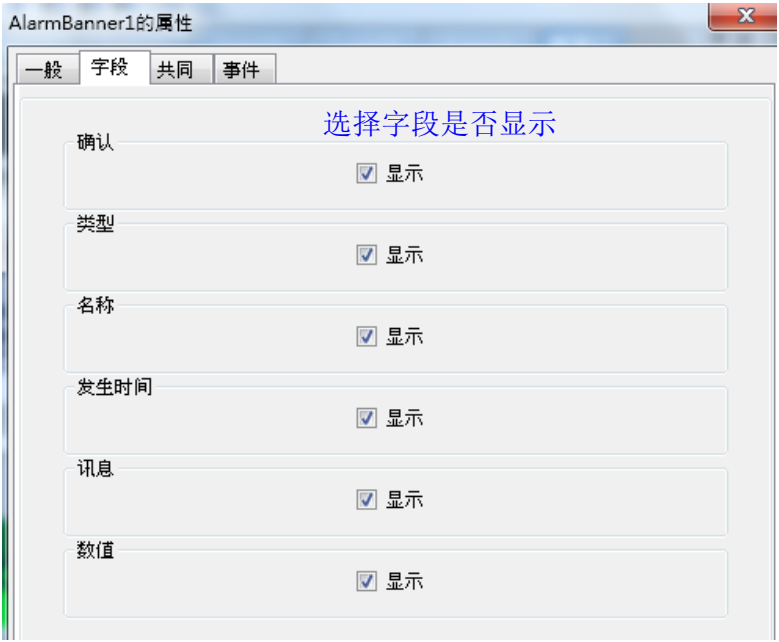 AlarmBanner1的属性
一般 字段 共同 事件
选择字段是否显示
确认
显示
类型
显示
名称
显示
发生时间
显示
讯息
显示
数值
显示